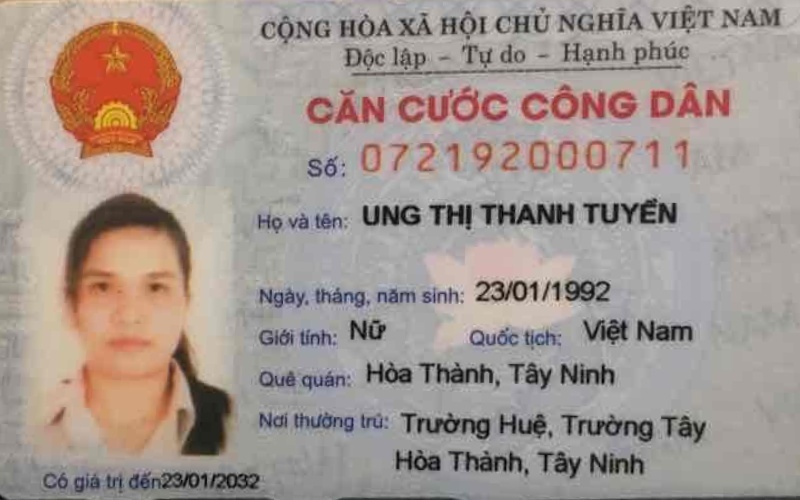 CỘNG HÒA XÃ HỘI CHỦ NGHĨA VIỆT NAM
Độc lập - Tự do - Hạnh phúc
CĂN CƯỚC CÔNG DÂN
Số: 072192000711
Họ và tên: UNG THỊ THANH TUYỀN
Ngày, tháng, năm sinh: 23/01/1992
Giới tính: Nữ Quốc tịch: Việt Nam
Quê quán: Hòa Thành, Tây Ninh
Nơi thường trú: Trường Huệ, Trường Tây
Hòa Thành, Tây Ninh
Có giá trị đến23/01/2032